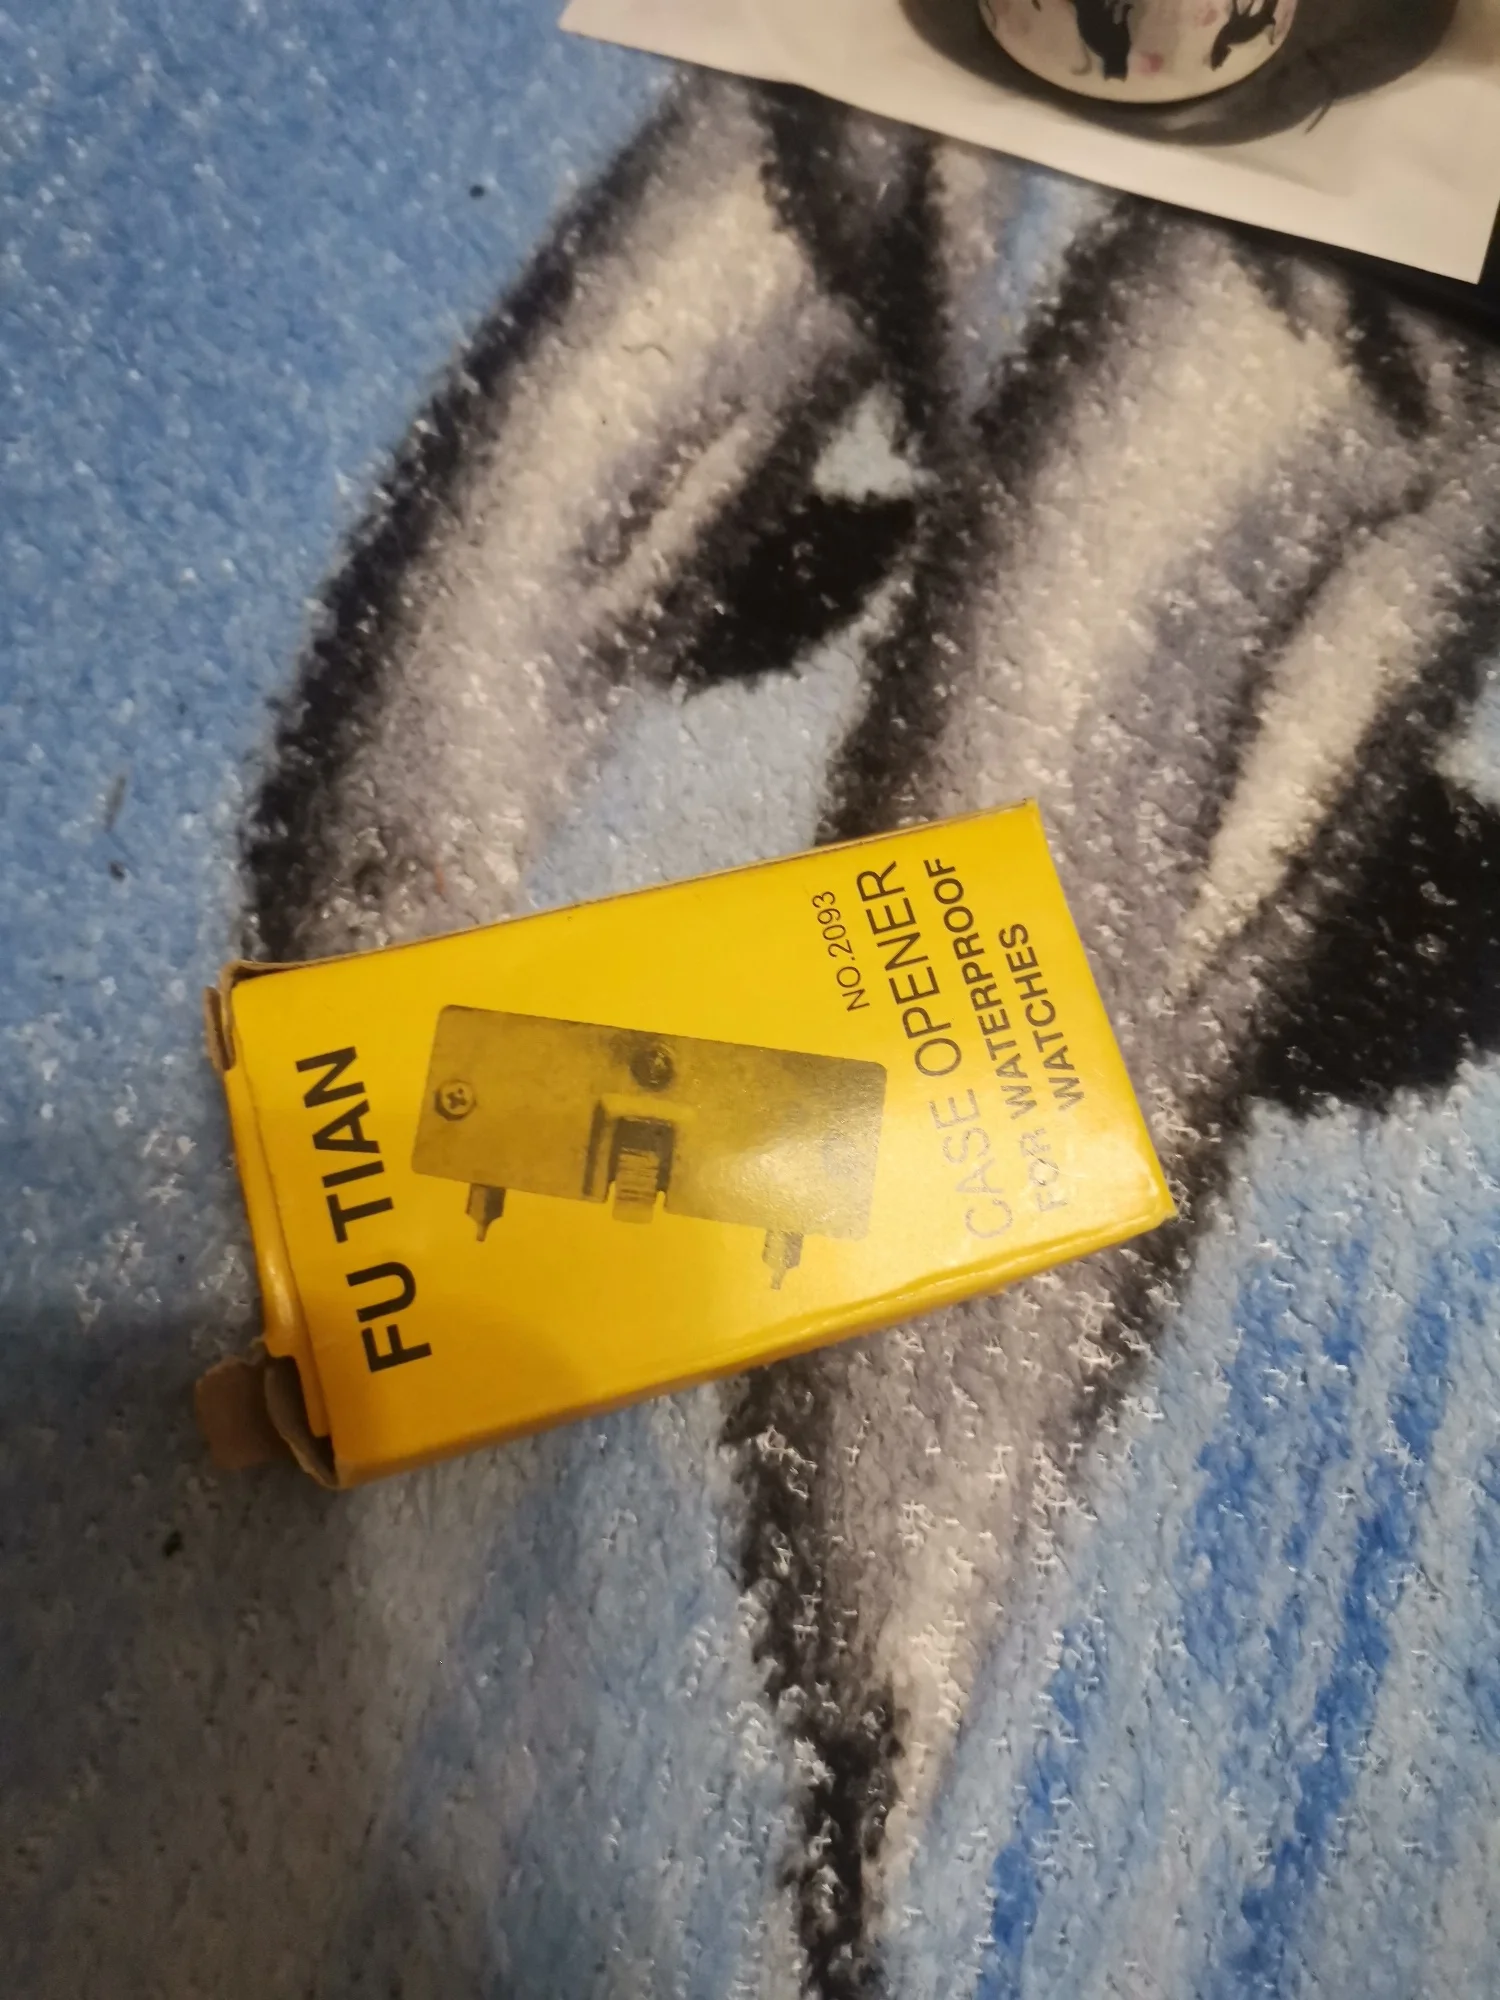 FU TIAN
NO.2093
CASE OPENER
FOR WATERPROOF
WATCHES